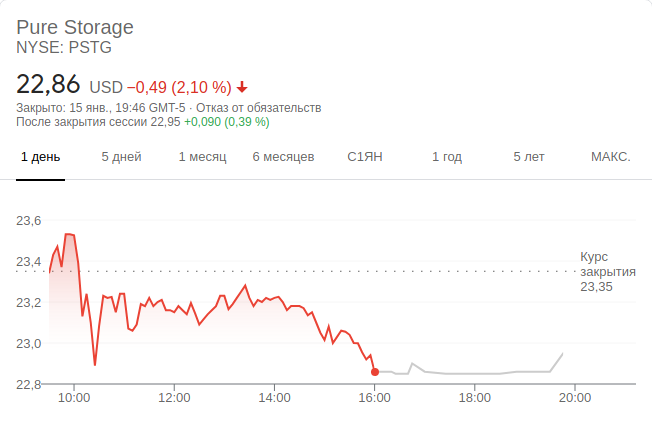 Pure Storage
NYSE: PSTG
22,86 USD −0,49 (2,10 %)
Закрыто: 15 янв., 19:46 GMT-5 · Отказ от обязательств
После закрытия сессии 22,95 +0,090 (0,39 %)
1 день 5 дней 1 месяц 6 месяцев С1ЯН 1 год 5 лет МАКС.
23,6
23,4
23,2
23,0
22,8
Курс
закрытия
23,35
10:00 12:00 14:00 16:00 18:00 20:00